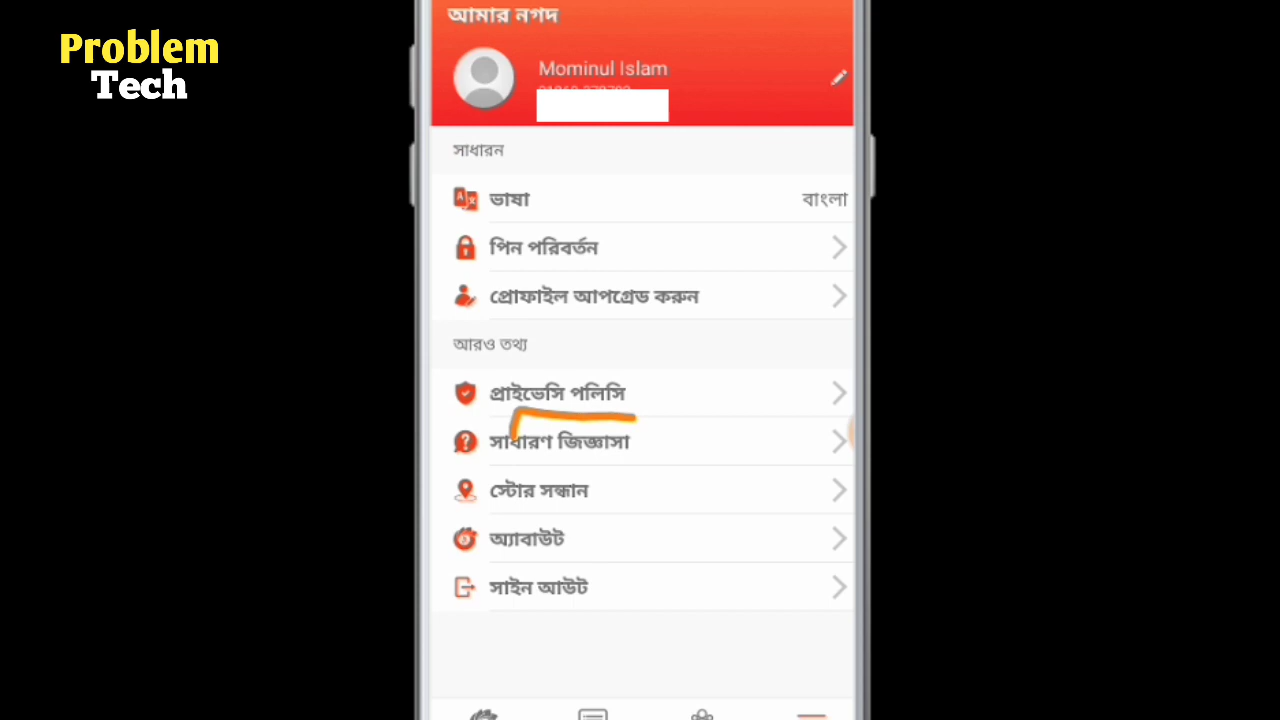 Problem
Tech
আমার নগদ
Mominul Islam
সাধারন
ভাষা
বাংলা
পিন পরিবর্তন
প্রোফাইল আপগ্রেড করুন
আরও তথ্য
প্রাইভেসি পলিসি
সাধারণ জিজ্ঞাসা
স্টোর সন্ধান
অ্যাবাউট
সাইন আউট